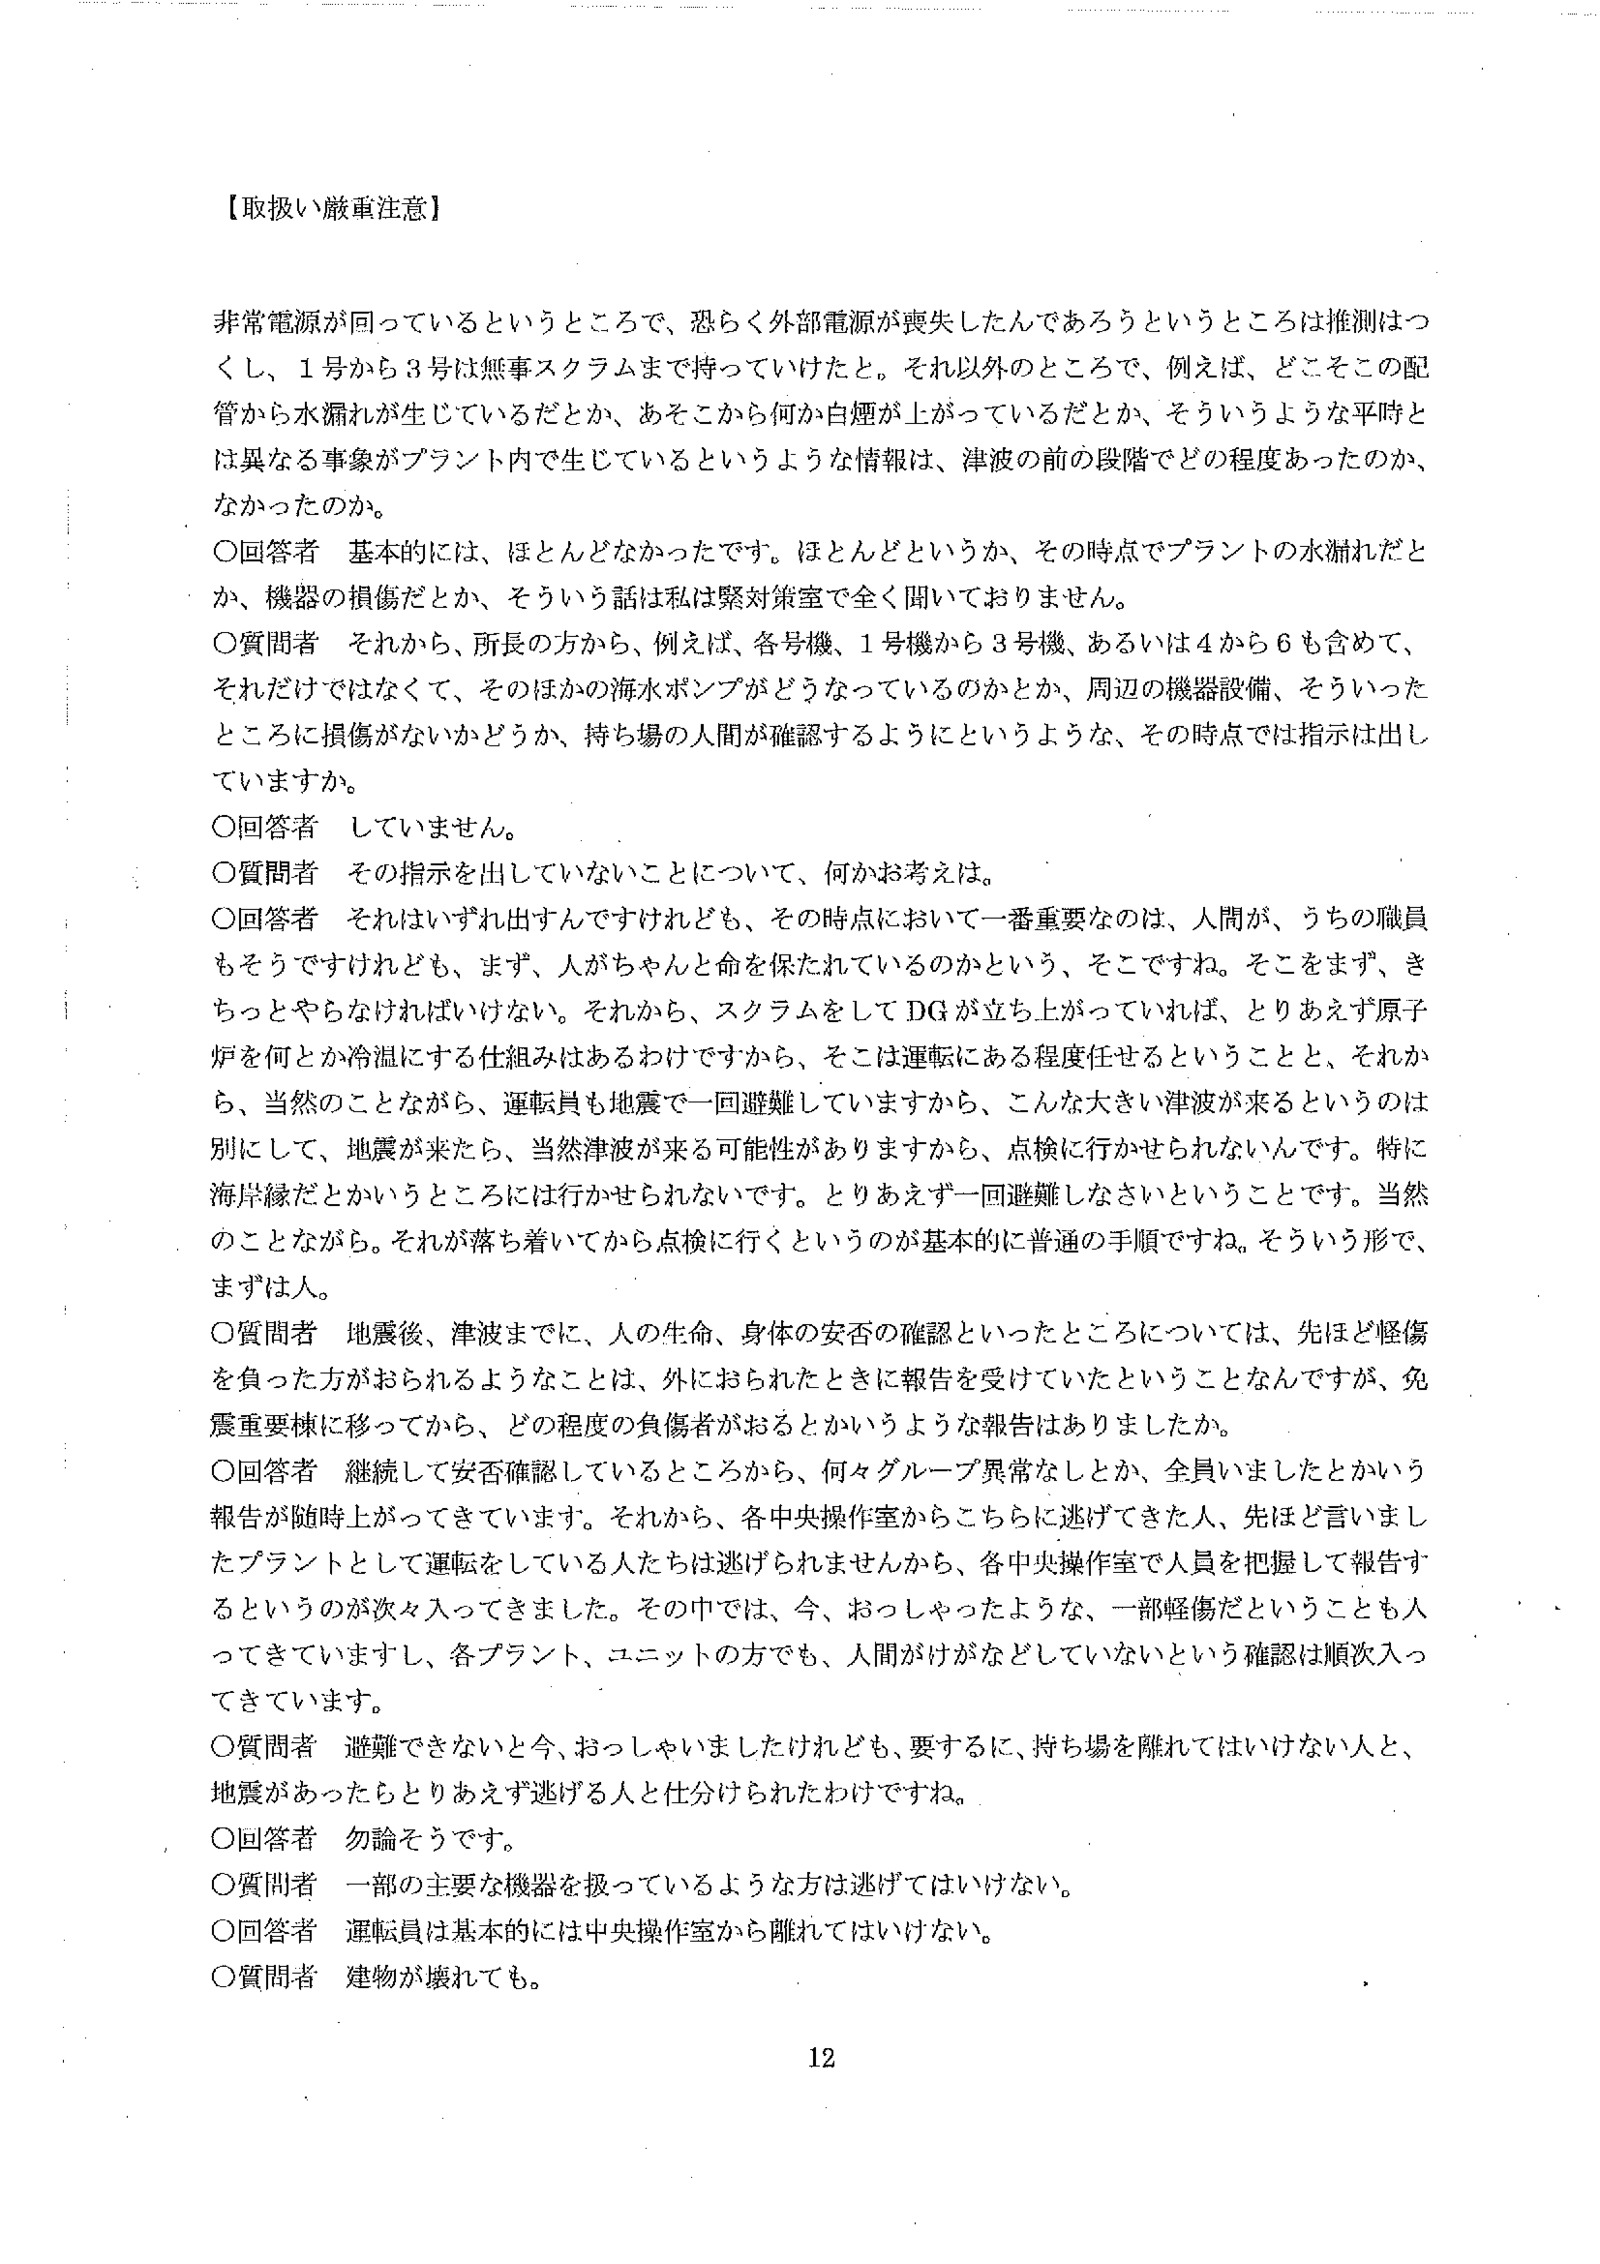 【取扱い厳重注意】
非常電源が回っているというところで、恐らく外部電源が喪失したんであろうというところは推測はつ
くし、１号から３号は無事スクラムまで持っていけたと。それ以外のところで、例えば、どこそこの配
管から水漏れが生じているだとか、あそこから何か白煙が上がっているだとか、そういうような平時と
は異なる事象がプラント内で生じているというような情報は、津波の前の段階でどの程度あったのか、
なかったのか。
○回答者　基本的には、ほとんどなかったです。ほとんどというか、その時点でプラントの水漏れだと
か、機器の損傷だとか、そういう話は私は緊対策室で全く聞いておりません。
○質問者　それから、所長の方から、例えば、各号機、１号機から３号機、あるいは４から６も含めて、
それだけではなくて、そのほかの海水ポンプがどうなっているのかとか、周辺の機器設備、そういった
ところに損傷がないかどうか、持ち場の人間が確認するようにというような、その時点では指示は出し
ていますか。
○回答者　していません。
○質問者　その指示を出していないことについて、何かお考えは。
○回答者　それはいずれ出すんですけれども、その時点において一番重要なのは、人間が、うちの職員
もそうですけれども、まず、人がちゃんと命を保たれているのかという、そこですね。そこをまず、き
ちっとやらなければいけない。それから、スクラムをして DG が立ち上がっていれば、とりあえず原子
炉を何とか冷温にする仕組みはあるわけですから、そこは運転にある程度任せるということと、それか
ら、当然のことながら、運転員も地震で一回避難していますから、こんな大きい津波が来るというのは
別にして、地震が来たら、当然津波が来る可能性がありますから、点検に行かせられないんです。特に
海岸縁だとかいうところには行かせられないです。とりあえず一回避難しなさいということです。当然
のことながら。それが落ち着いてから点検に行くというのが基本的に普通の手順ですね。そういう形で、
まずは人。
○質問者　地震後、津波までに、人の生命、身体の安否の確認といったところについては、先ほど軽傷
を負った方がおられるようなことは、外におられたときに報告を受けていたということなんですが、免
震重要棟に移ってから、どの程度の負傷者がおるとかいうような報告はありましたか。
○回答者　継続して安否確認しているところから、何々グループ異常なしとか、全員いましたとかいう
報告が随時上がってきています。それから、各中央操作室からこちらに逃げてきた人、先ほど言いまし
たプラントとして運転をしている人たちは逃げられませんから、各中央操作室で人員を把握して報告す
るというのが次々入ってきました。その中では、今、おっしゃったような、一部軽傷だということも入
ってきていますし、各プラント、ユニットの方でも、人間がけがなどしていないという確認は順次入っ
てきています。
○質問者　避難できないと今、おっしゃいましたけれども、要するに、持ち場を離れてはいけない人と、
地震があったらとりあえず逃げる人と仕分けられたわけですね。
○回答者　勿論そうです。
○質問者　一部の主要な機器を扱っているような方は逃げてはいけない。
○回答者　運転員は基本的には中央操作室から離れてはいけない。
○質問者　建物が壊れても。
12